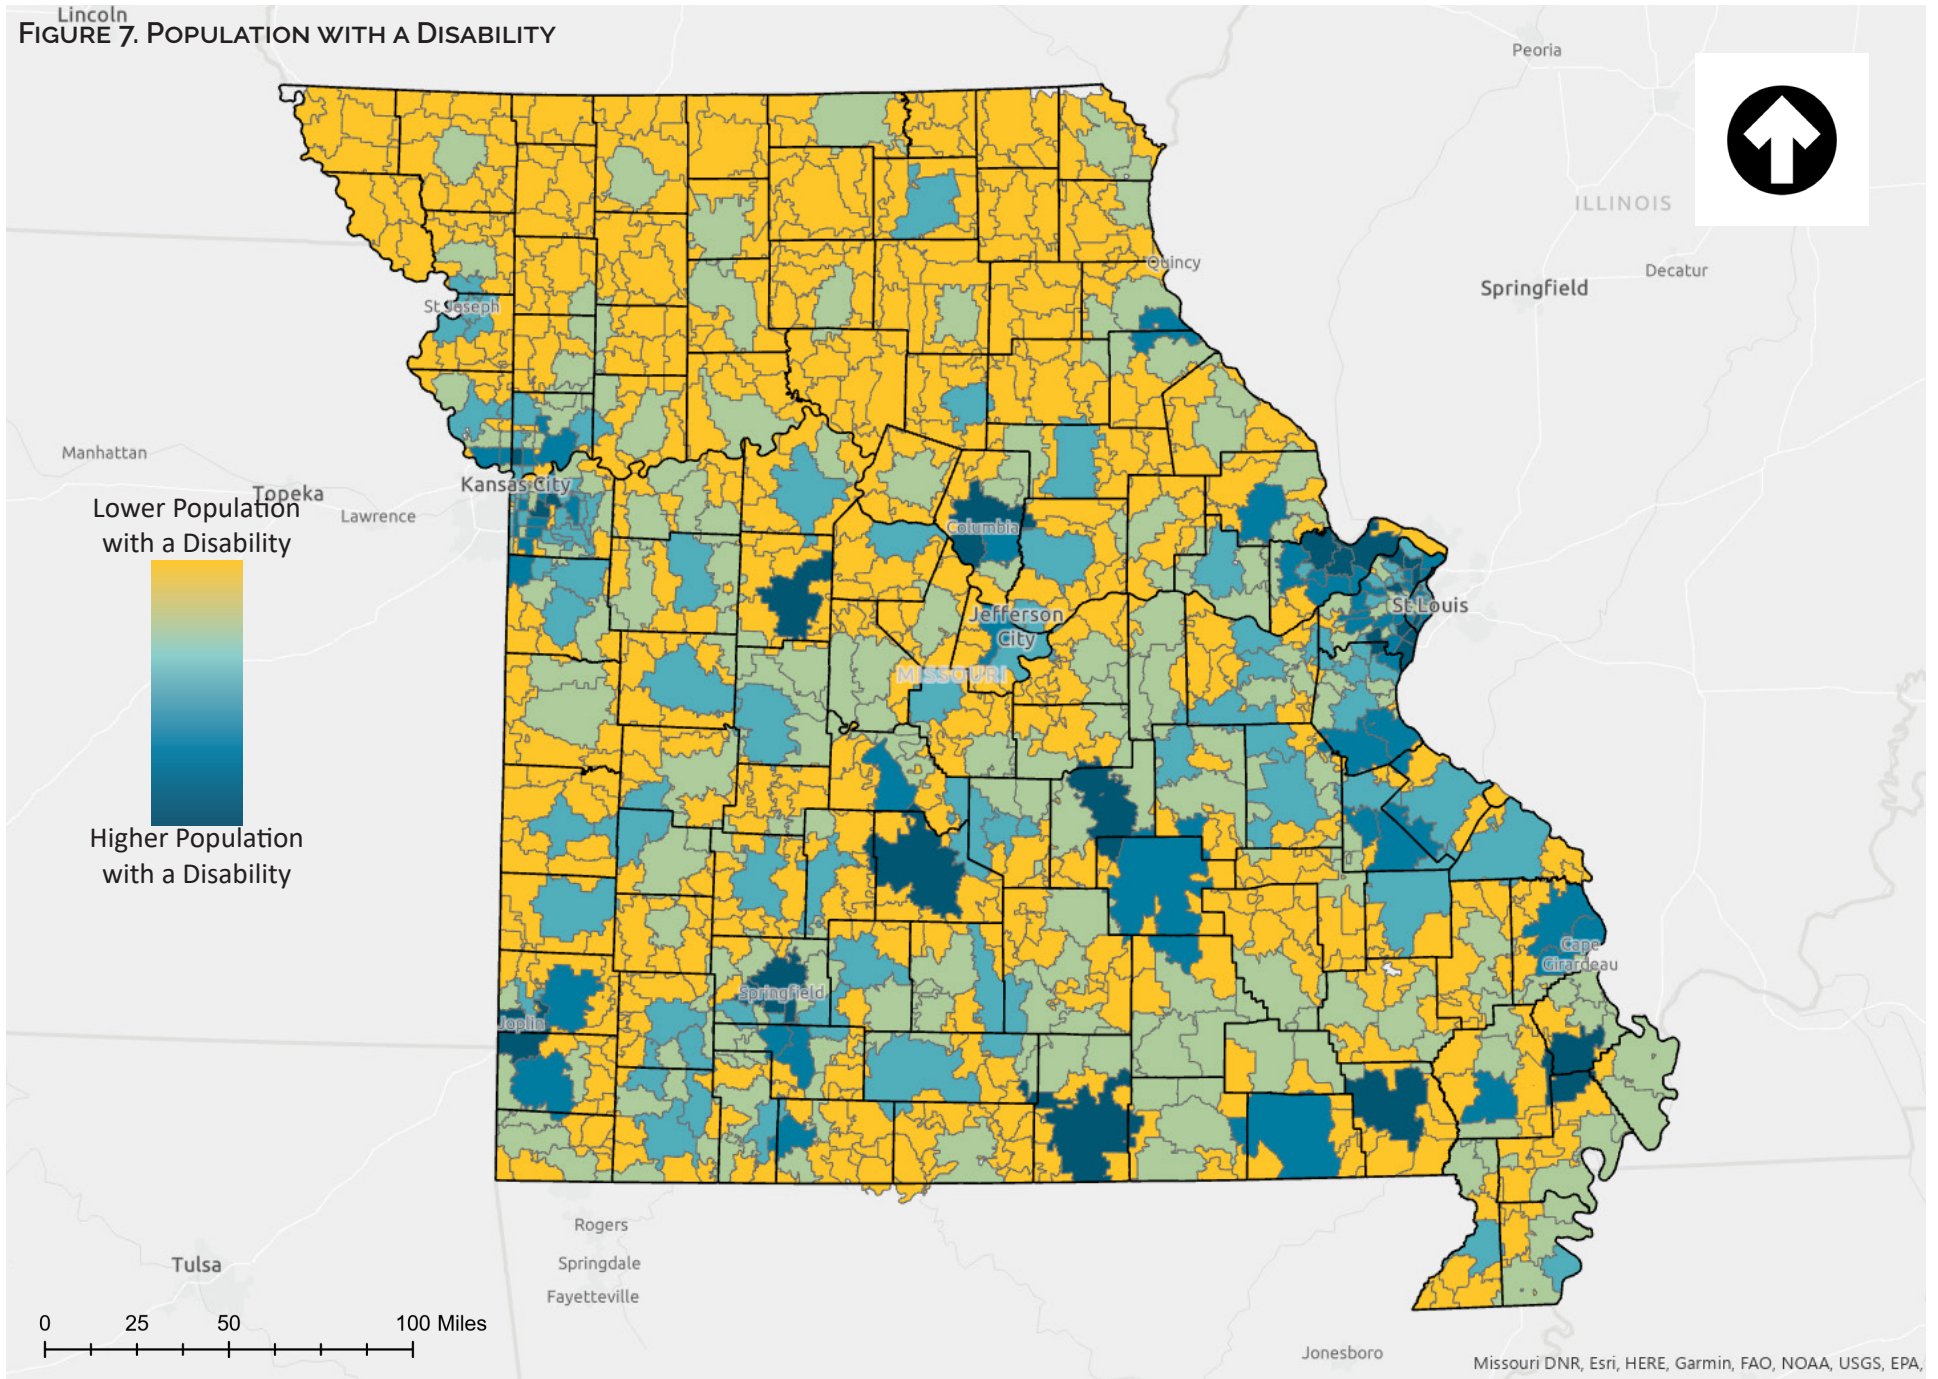 Lincoln
FIGURE 7. POPULATION WITH A DISABILITY
Peoria
ILLINOIS
Quincy
Decatur
Springfield
St Joseph
Manhattan
Kansas City
Topeka
Lawrence
Lower Population
with a Disability
Columbia
Jefferson
City
St Louis
MISSOURI
Higher Population
with a Disability
Cape
Girardeau
Springfield
Joplin
Rogers
Springdale
Fayetteville
Tulsa
0 25 50 100 Miles
Jonesboro
Missouri DNR, Esri, HERE, Garmin, FAO, NOAA, USGS, EPA,